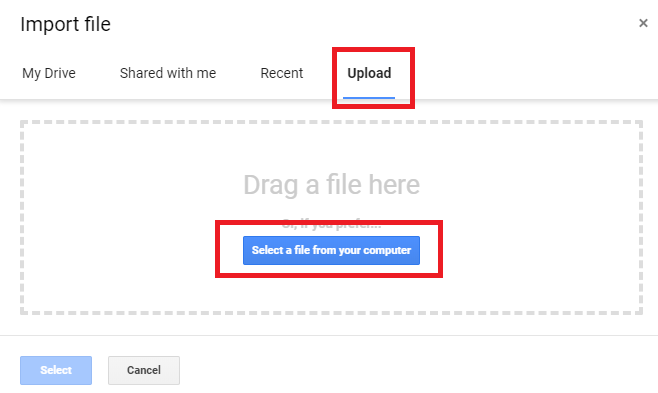 Import file
×
My Drive
Shared with me
Recent
Upload
Drag a file here
Or, if you prefer...
Select a file from your computer
Select
Cancel